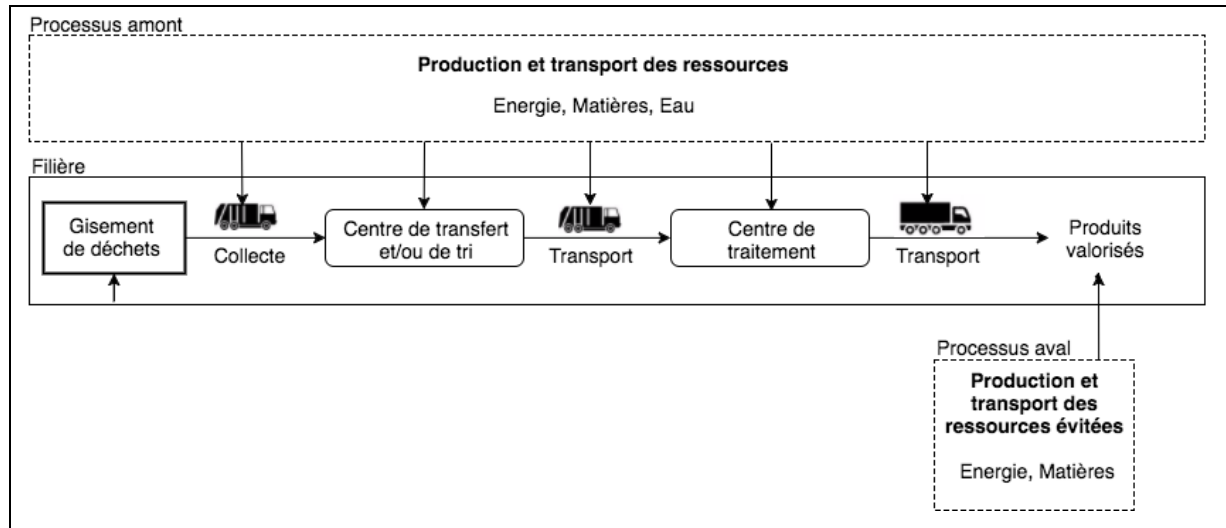 Processus amont
Production et transport des ressources
Energie, Matières, Eau
Filière
Gisement
de déchets
Collecte
Centre de transfert
et/ou de tri
Transport
Centre de
traitement
Transport
Produits
valorisés
Processus aval
Production et
transport des
ressources évitées
Energie, Matières